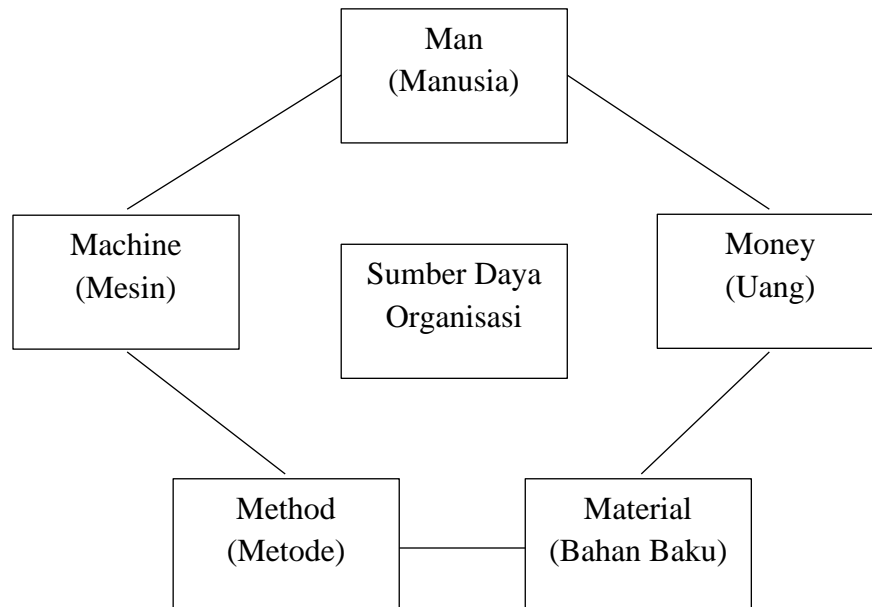 Man
(Manusia)
Machine
(Mesin)
Sumber Daya
Organisasi
Money
(Uang)
Method
(Metode)
Material
(Bahan Baku)